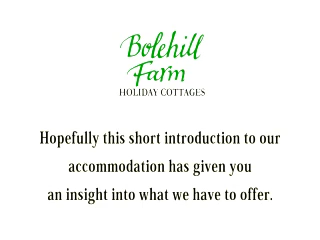 Bolehill
Farm
HOLIDAY COTTAGES
Hopefully this short introduction to our
accommodation has given you
an insight into what we have to offer.